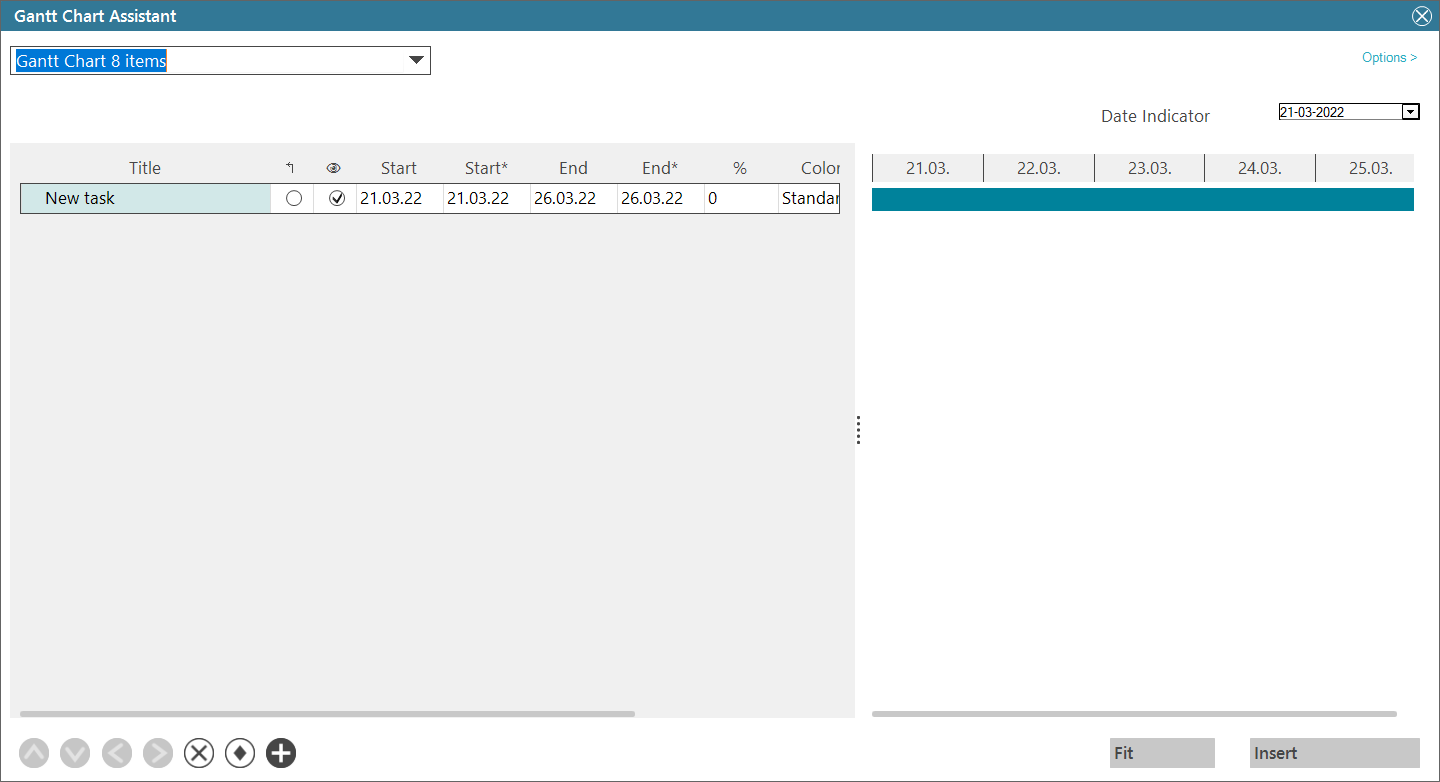 Gantt Chart Assistant
Gantt Chart 8 items
Options >
Date Indicator 21-03-2022
Title Start Start* End End* % Color
New task 21.03.22 21.03.22 26.03.22 26.03.22 0 Standar
21.03. 22.03. 23.03. 24.03. 25.03.
Fit Insert